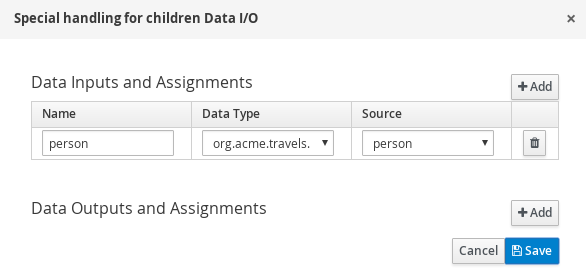 Special handling for children Data I/O ×
Data Inputs and Assignments
+ Add
Name Data Type Source
person org.acme.travels. person
Data Outputs and Assignments
+ Add
Cancel Save